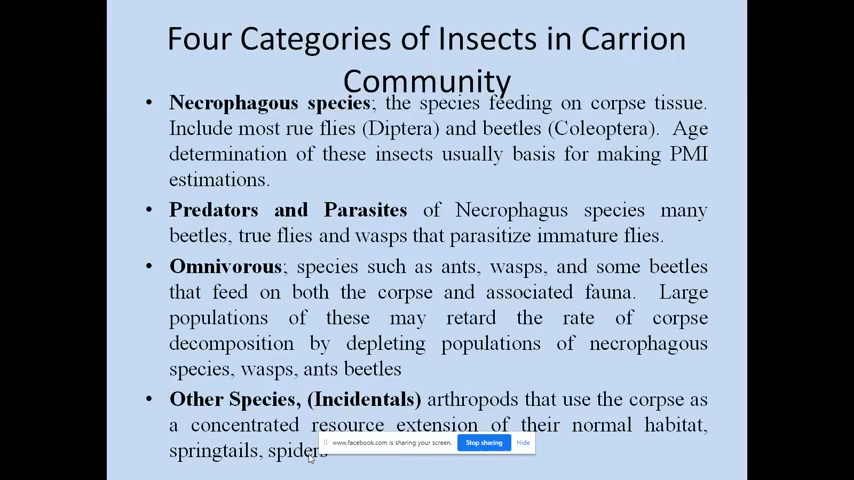 Four Categories of Insects in Carrion
Community
• Necrophagous species; the species feeding on corpse tissue.
Include most rue flies (Diptera) and beetles (Coleoptera). Age
determination of these insects usually basis for making PMI
estimations.
• Predators and Parasites of Necrophagus species many
beetles, true flies and wasps that parasitize immature flies.
• Omnivorous; species such as ants, wasps, and some beetles
that feed on both the corpse and associated fauna. Large
populations of these may retard the rate of corpse
decomposition by depleting populations of necrophagous
species, wasps, ants beetles
• Other Species, (Incidentals) arthropods that use the corpse as
a concentrated resource extension of their normal habitat,
springtails, spiders
www.facebook.com is sharing your screen. Stop sharing Hide